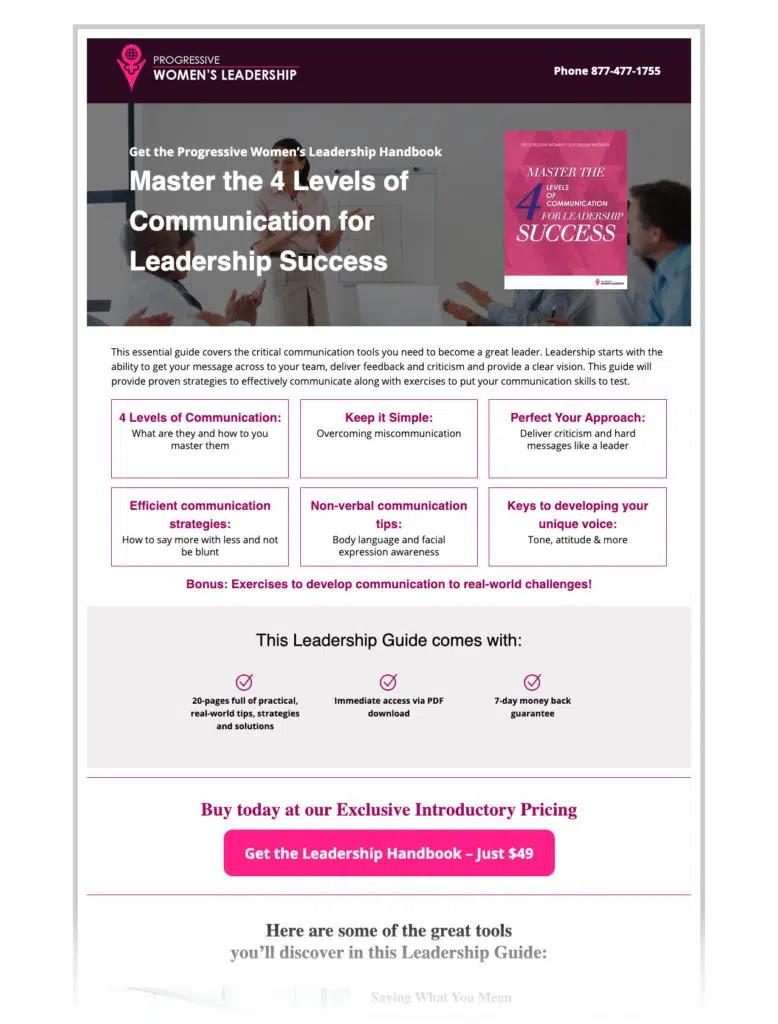 PROGRESSIVE
WOMEN'S LEADERSHIP
Phone 877-477-1755
Get the Progressive Women's Leadership Handbook
Master the 4 Levels of
Communication for
Leadership Success
PROGRESSIVE WOMEN'S LEADERSHIP PRESENTS
MASTER THE
4 LEVELS
OF
COMMUNICATION
FOR LEADERSHIP
SUCCESS
WOMEN'S LEADERSHIP
This essential guide covers the critical communication tools you need to become a great leader. Leadership starts with the
ability to get your message across to your team, deliver feedback and criticism and provide a clear vision. This guide will
provide proven strategies to effectively communicate along with exercises to put your communication skills to test.
4 Levels of Communication:
What are they and how to you
master them
Keep it Simple:
Overcoming miscommunication
Perfect Your Approach:
Deliver criticism and hard
messages like a leader
Efficient communication
strategies:
How to say more with less and not
be blunt
Non-verbal communication
tips:
Body language and facial
expression awareness
Keys to developing your
unique voice:
Tone, attitude & more
Bonus: Exercises to develop communication to real-world challenges!
This Leadership Guide comes with:
20-pages full of practical,
real-world tips, strategies
and solutions
Immediate access via PDF
download
7-day money back
guarantee
Buy today at our Exclusive Introductory Pricing
Get the Leadership Handbook – Just $49
Here are some of the great tools
you'll discover in this Leadership Guide:
Saying What You Mean